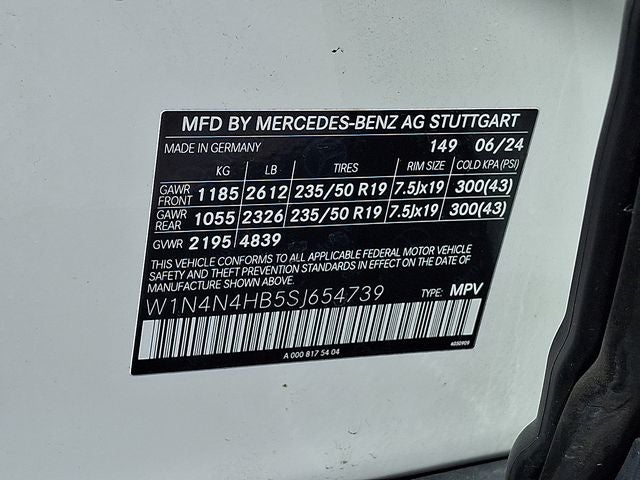 MFD BY MERCEDES-BENZ AG STUTTGART
MADE IN GERMANY 149 06/24
KG LB TIRES RIM SIZE COLD KPA (PSI)
GAWR FRONT 1185 2612 235/50 R19 7.5Jx19 300(43)
GAWR REAR 1055 2326 235/50 R19 7.5Jx19 300(43)
GVWR 2195 4839
THIS VEHICLE CONFORMS TO ALL APPLICABLE FEDERAL MOTOR VEHICLE
SAFETY AND THEFT PREVENTION STANDARDS IN EFFECT ON THE DATE OF
MANUFACTURE SHOWN ABOVE.
W1N4N4HB5SJ654739 TYPE: MPV
A 000 817 54 04 4030909